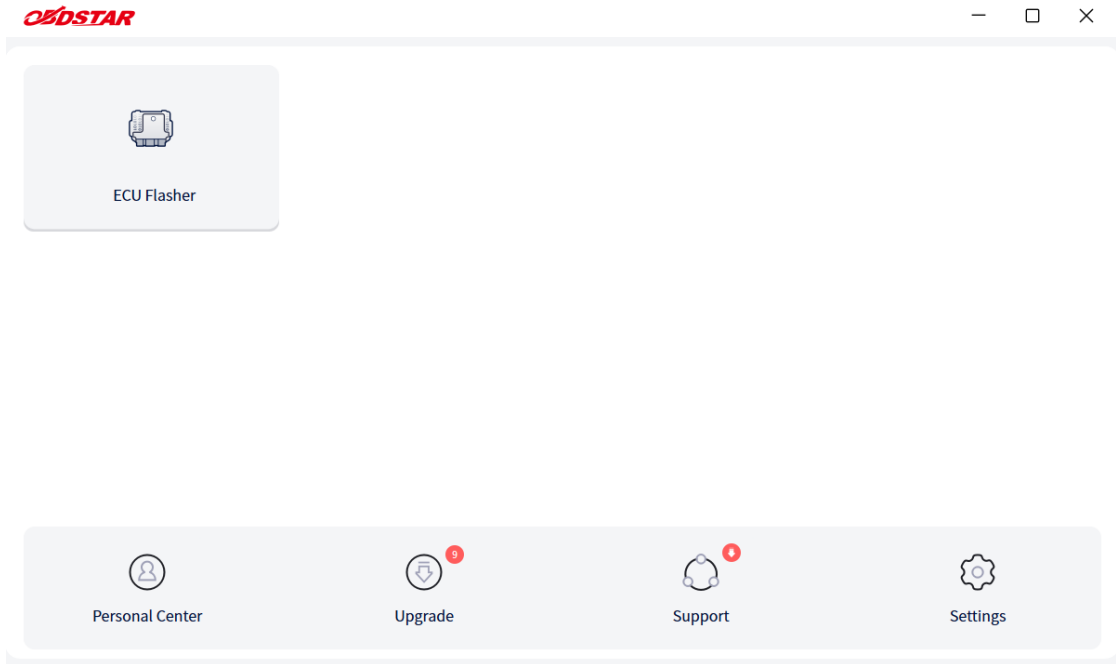 OBDSTAR
ECU Flasher
9
Personal Center
Upgrade
Support
Settings